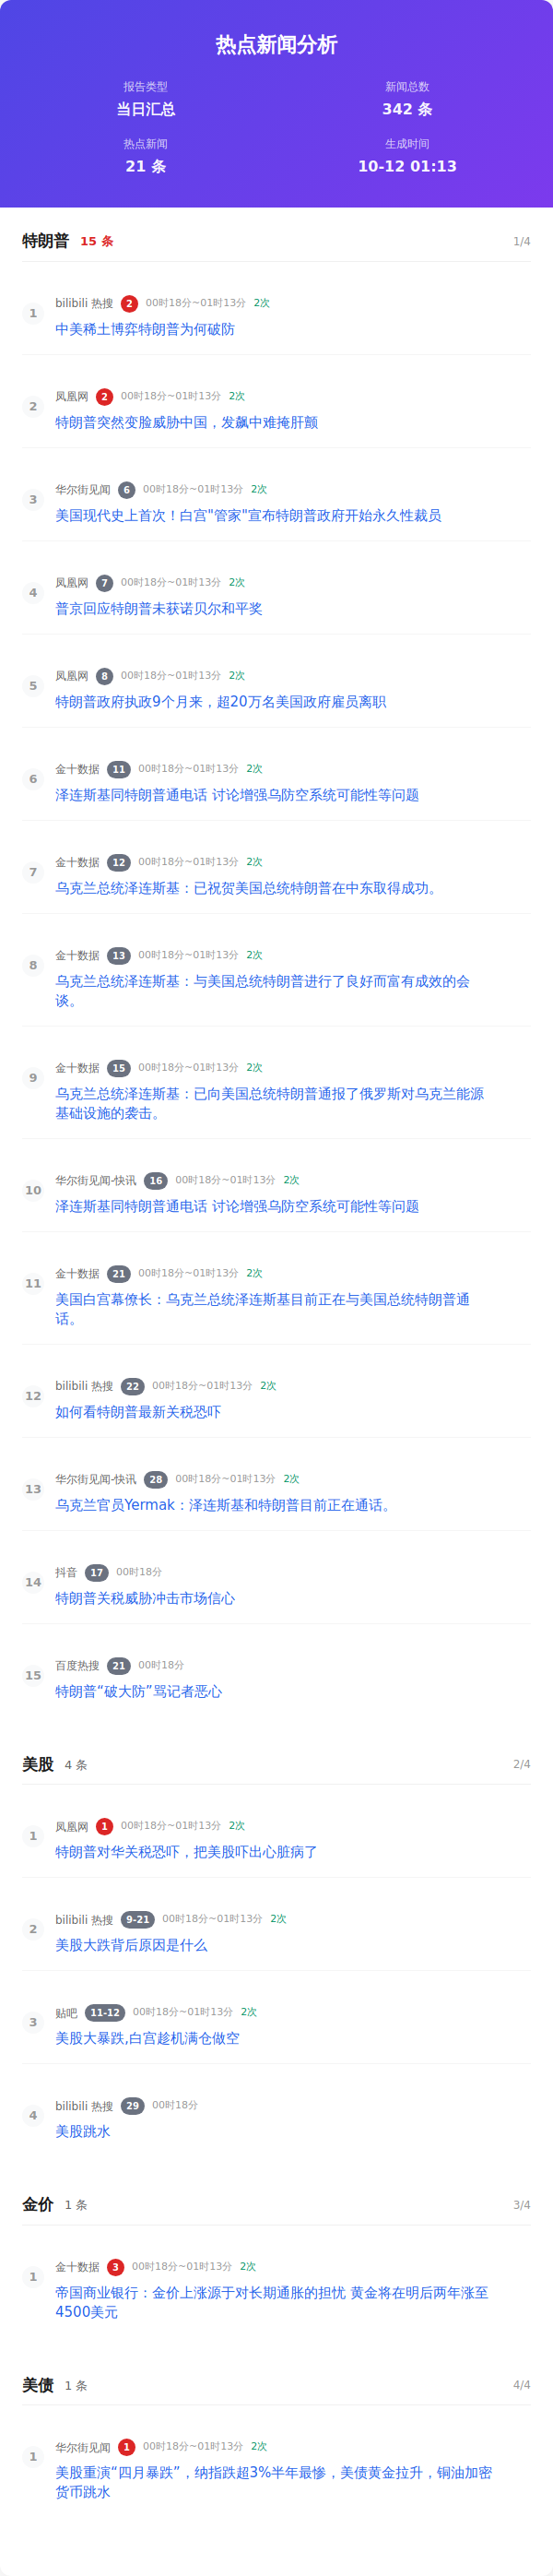 热点新闻分析
报告类型
当日汇总
新闻总数
342 条
热点新闻
21 条
生成时间
10-12 01:13
特朗普 15 条 1/4
1
bilibili 热搜 2 00时18分~01时13分 2次
中美稀土博弈特朗普为何破防
2
凤凰网 2 00时18分~01时13分 2次
特朗普突然变脸威胁中国，发飙中难掩肝颤
3
华尔街见闻 6 00时18分~01时13分 2次
美国现代史上首次！白宫"管家"宣布特朗普政府开始永久性裁员
4
凤凰网 7 00时18分~01时13分 2次
普京回应特朗普未获诺贝尔和平奖
5
凤凰网 8 00时18分~01时13分 2次
特朗普政府执政9个月来，超20万名美国政府雇员离职
6
金十数据 11 00时18分~01时13分 2次
泽连斯基同特朗普通电话 讨论增强乌防空系统可能性等问题
7
金十数据 12 00时18分~01时13分 2次
乌克兰总统泽连斯基：已祝贺美国总统特朗普在中东取得成功。
8
金十数据 13 00时18分~01时13分 2次
乌克兰总统泽连斯基：与美国总统特朗普进行了良好而富有成效的会
谈。
9
金十数据 15 00时18分~01时13分 2次
乌克兰总统泽连斯基：已向美国总统特朗普通报了俄罗斯对乌克兰能源
基础设施的袭击。
10
华尔街见闻-快讯 16 00时18分~01时13分 2次
泽连斯基同特朗普通电话 讨论增强乌防空系统可能性等问题
11
金十数据 21 00时18分~01时13分 2次
美国白宫幕僚长：乌克兰总统泽连斯基目前正在与美国总统特朗普通
话。
12
bilibili 热搜 22 00时18分~01时13分 2次
如何看特朗普最新关税恐吓
13
华尔街见闻-快讯 28 00时18分~01时13分 2次
乌克兰官员Yermak：泽连斯基和特朗普目前正在通话。
14
抖音 17 00时18分
特朗普关税威胁冲击市场信心
15
百度热搜 21 00时18分
特朗普“破大防”骂记者恶心
美股 4 条 2/4
1
凤凰网 1 00时18分~01时13分 2次
特朗普对华关税恐吓，把美股吓出心脏病了
2
bilibili 热搜 9-21 00时18分~01时13分 2次
美股大跌背后原因是什么
3
贴吧 11-12 00时18分~01时13分 2次
美股大暴跌,白宫趁机满仓做空
4
bilibili 热搜 29 00时18分
美股跳水
金价 1 条 3/4
1
金十数据 3 00时18分~01时13分 2次
帝国商业银行：金价上涨源于对长期通胀的担忧 黄金将在明后两年涨至
4500美元
美债 1 条 4/4
1
华尔街见闻 1 00时18分~01时13分 2次
美股重演“四月暴跌”，纳指跌超3%半年最惨，美债黄金拉升，铜油加密
货币跳水